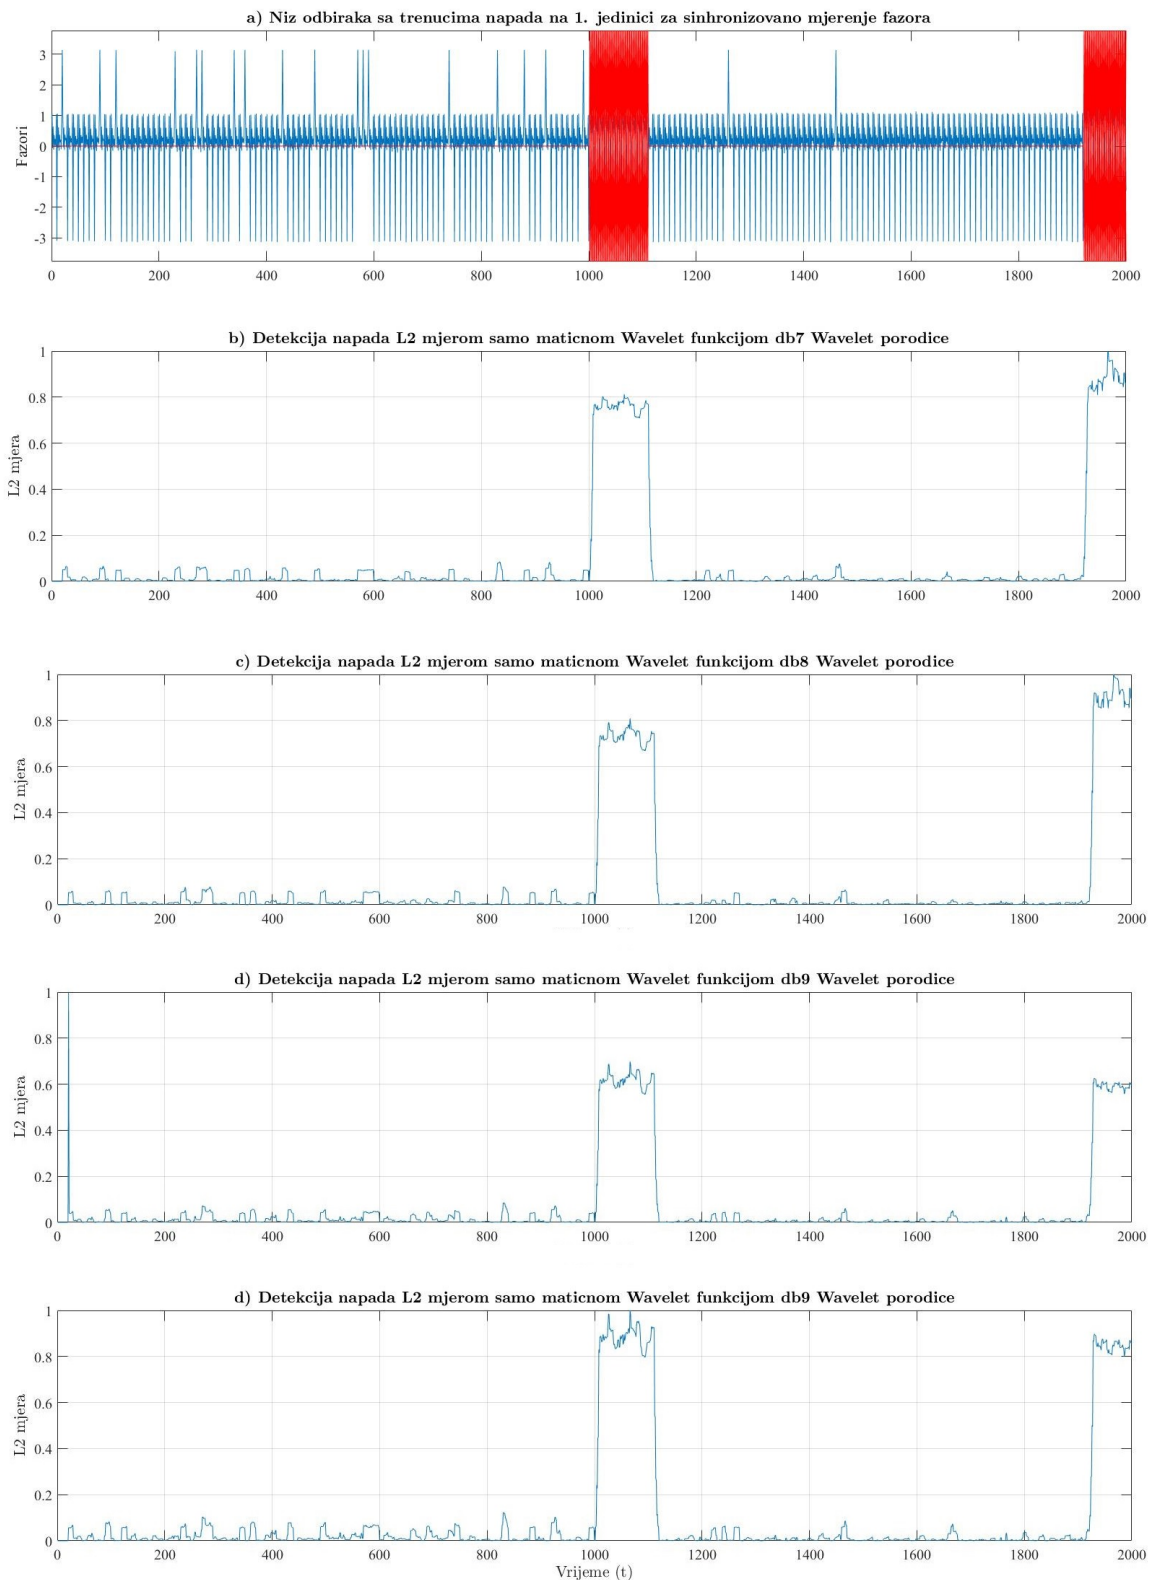 a) Niz odbiraka sa trenucima napada na 1. jedinici za sinhronizovano mjerenje fazora
3
2
1
0
-1
-2
-3
Fazori
0 200 400 600 800 1000 1200 1400 1600 1800 2000
b) Detekcija napada L2 mjerom samo maticnom Wavelet funkcijom db7 Wavelet porodice
1
0.8
0.6
0.4
0.2
0
L2 mjera
0 200 400 600 800 1000 1200 1400 1600 1800 2000
c) Detekcija napada L2 mjerom samo maticnom Wavelet funkcijom db8 Wavelet porodice
1
0.8
0.6
0.4
0.2
0
L2 mjera
0 200 400 600 800 1000 1200 1400 1600 1800 2000
d) Detekcija napada L2 mjerom samo maticnom Wavelet funkcijom db9 Wavelet porodice
1
0.8
0.6
0.4
0.2
0
L2 mjera
0 200 400 600 800 1000 1200 1400 1600 1800 2000
d) Detekcija napada L2 mjerom samo maticnom Wavelet funkcijom db9 Wavelet porodice
1
0.8
0.6
0.4
0.2
0
L2 mjera
0 200 400 600 800 1000 1200 1400 1600 1800 2000
Vrijeme (t)